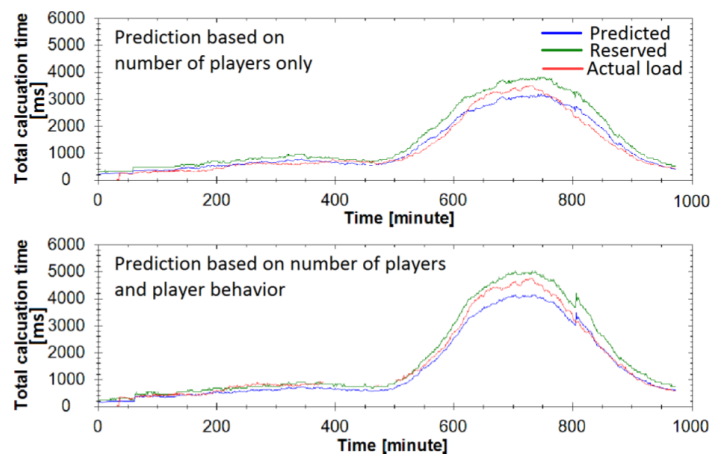 6000
5000
4000
3000
2000
1000
0
Total calcuation time
[ms]
Prediction based on
number of players only
Predicted
Reserved
Actual load
0
200
400
600
800
1000
Time [minute]
6000
5000
4000
3000
2000
1000
0
Total calcuation time
[ms]
Prediction based on number of players
and player behavior
0
200
400
600
800
1000
Time [minute]